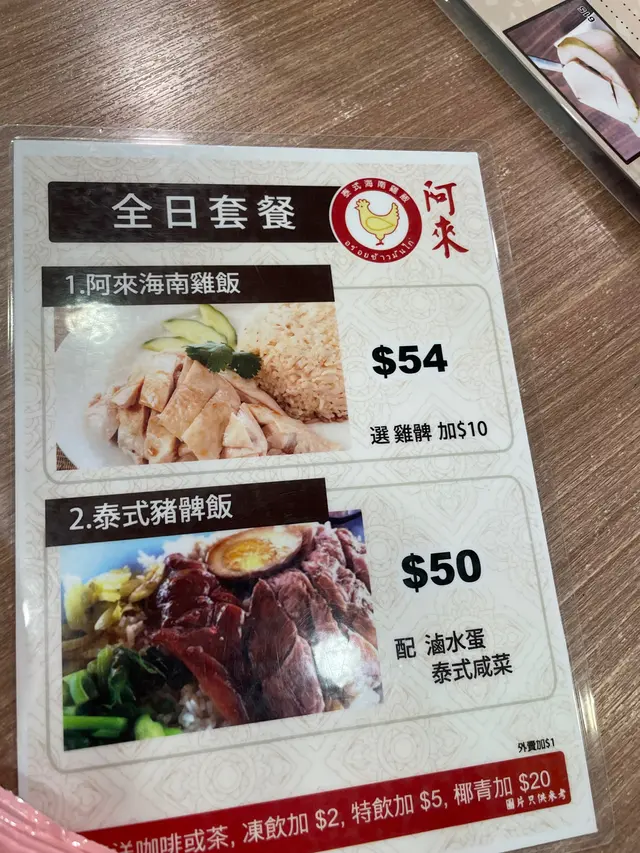 全日套餐
泰式海南雞飯
阿來
1.阿來海南雞飯
$54
選 雞髀 加$10
2.泰式豬髀飯
$50
配 滷水蛋
泰式咸菜
外賣加$1
咖啡或茶, 凍飲加 $2, 特飲加 $5, 椰青加 $20
圖片只供參考